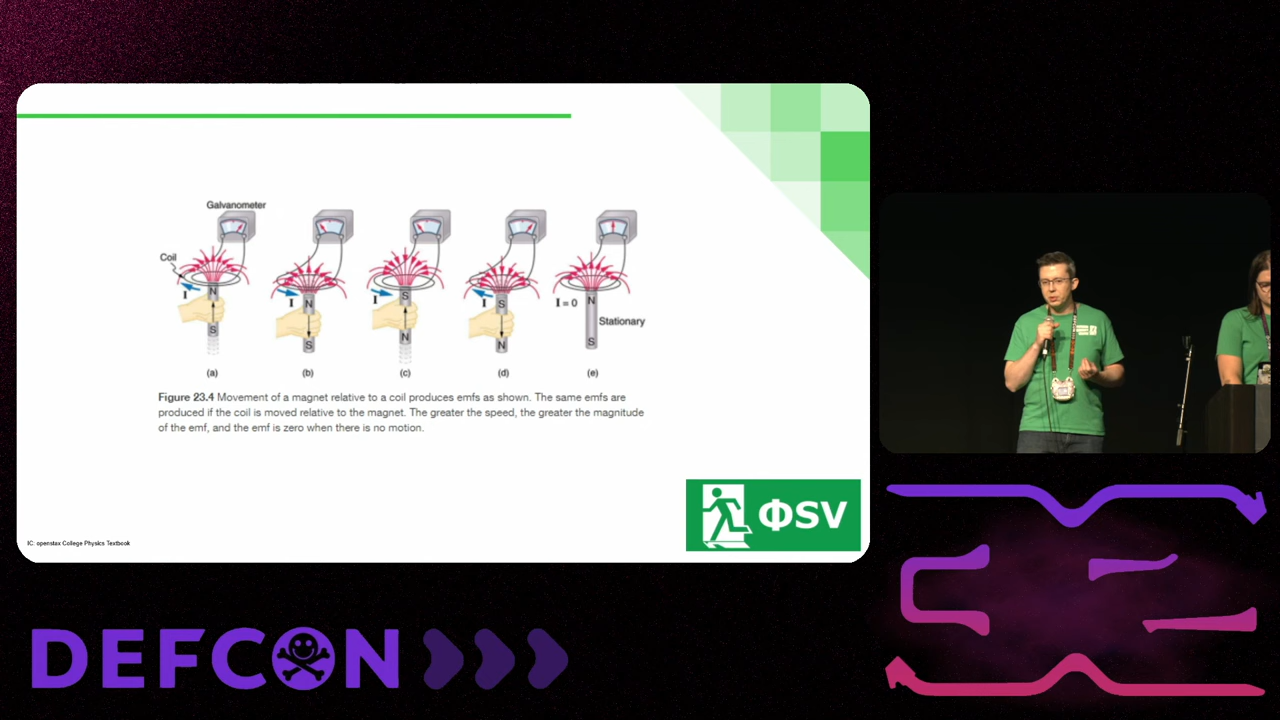 Galvanometer
Coil
N
N
S
S
N
I
I
I
I
I = 0
S
S
N
N
S
Stationary
(a)
(b)
(c)
(d)
(e)
Figure 23.4 Movement of a magnet relative to a coil produces emfs as shown. The same emfs are
produced if the coil is moved relative to the magnet. The greater the speed, the greater the magnitude
of the emf, and the emf is zero when there is no motion.
ΦSV
IC: openstax College Physics Textbook
DEFCON